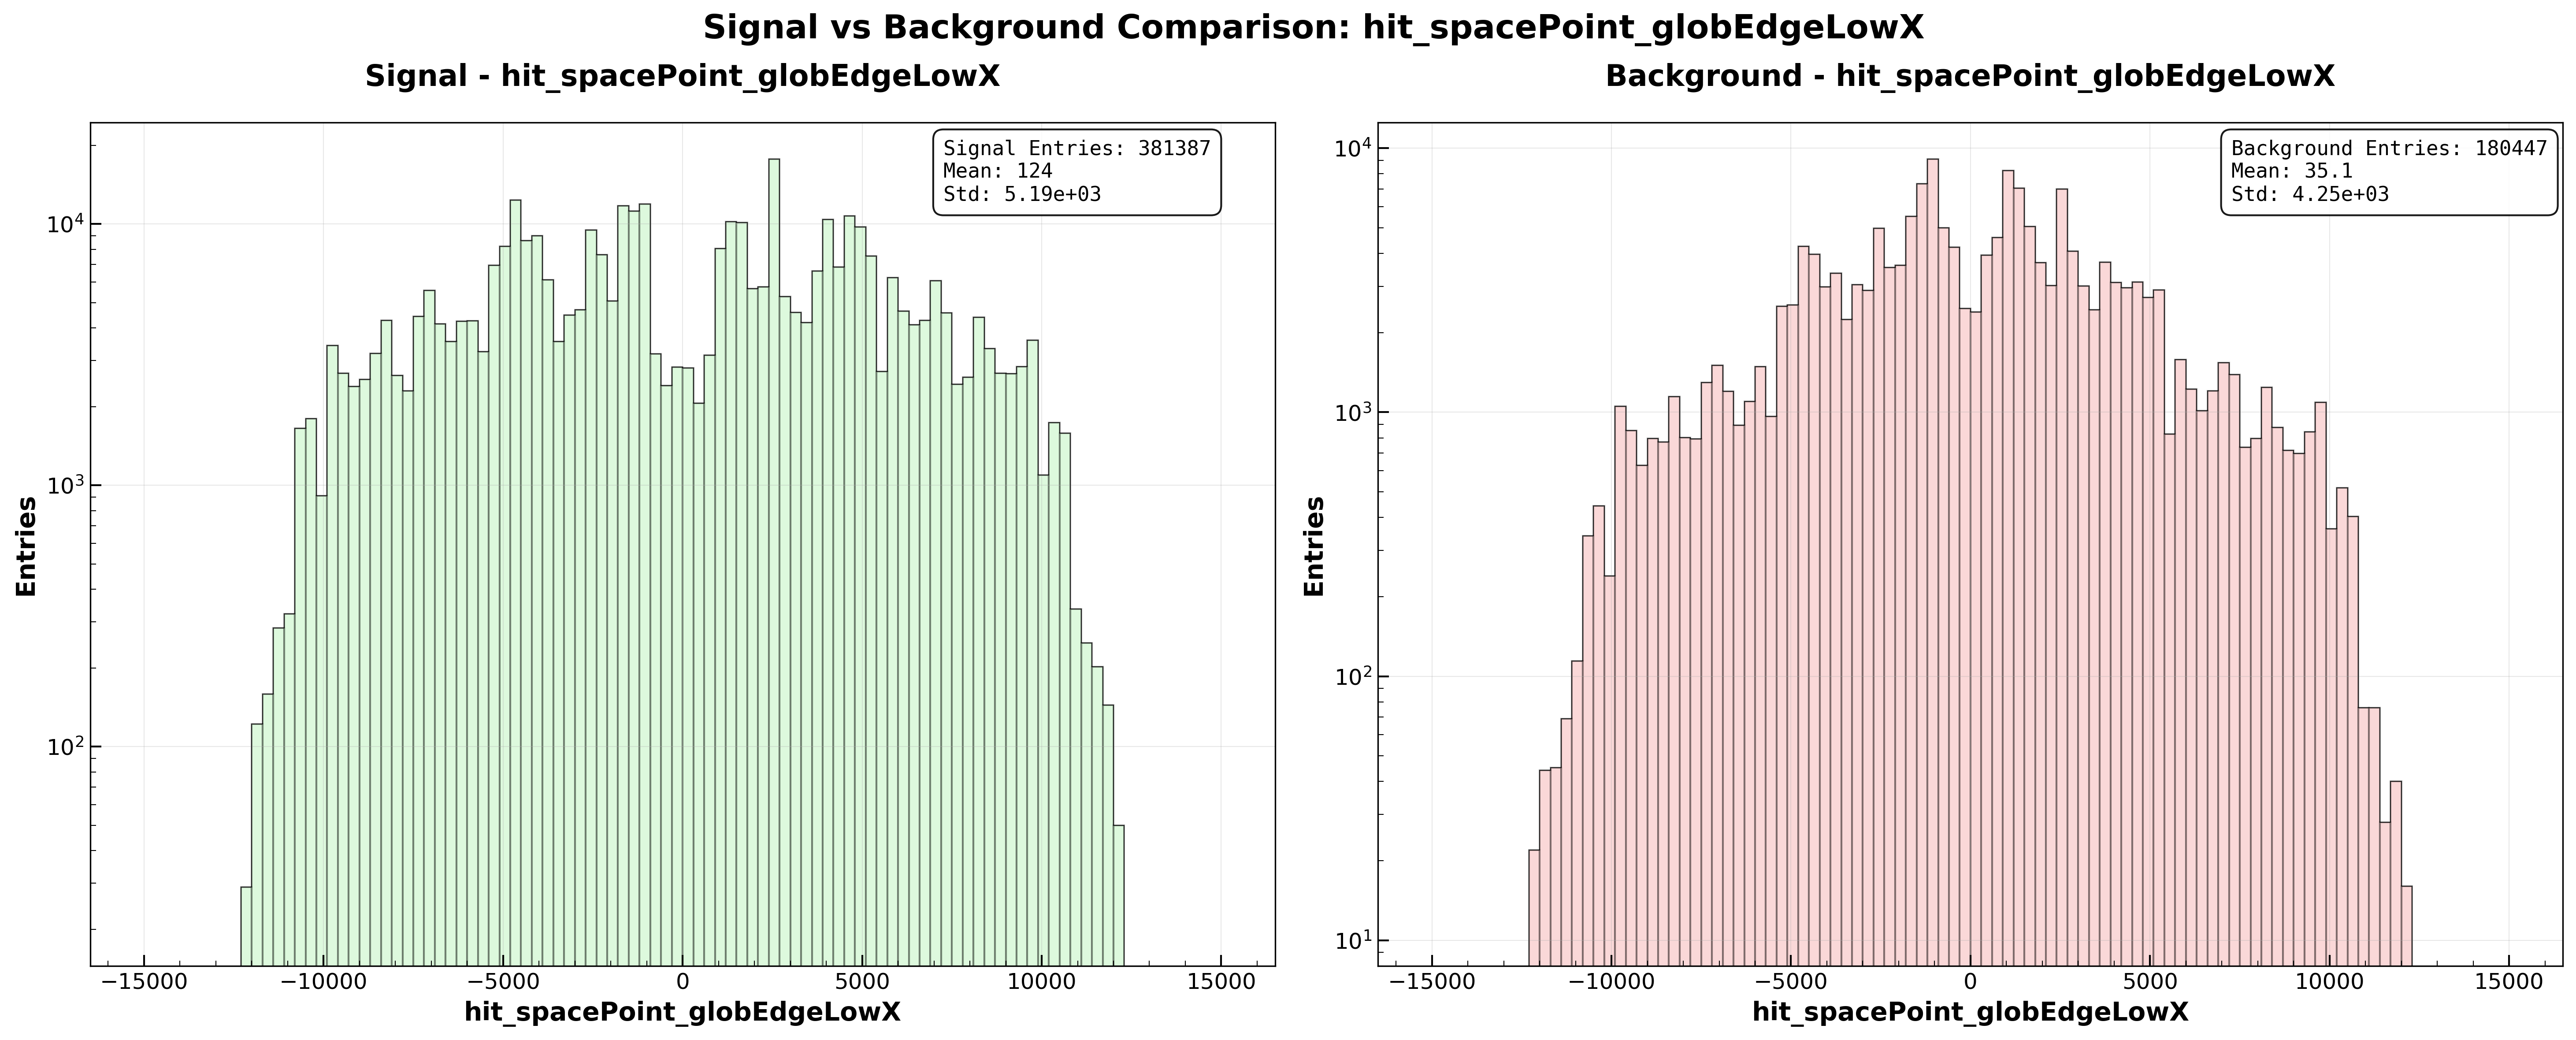 Signal vs Background Comparison: hit_spacePoint_globEdgeLowX
Signal - hit_spacePoint_globEdgeLowX
Signal Entries: 381387
Mean: 124
Std: 5.19e+03
10^4
10^3
10^2
Entries
−15000 −10000 −5000 0 5000 10000 15000
hit_spacePoint_globEdgeLowX
Background - hit_spacePoint_globEdgeLowX
Background Entries: 180447
Mean: 35.1
Std: 4.25e+03
10^4
10^3
10^2
10^1
Entries
−15000 −10000 −5000 0 5000 10000 15000
hit_spacePoint_globEdgeLowX